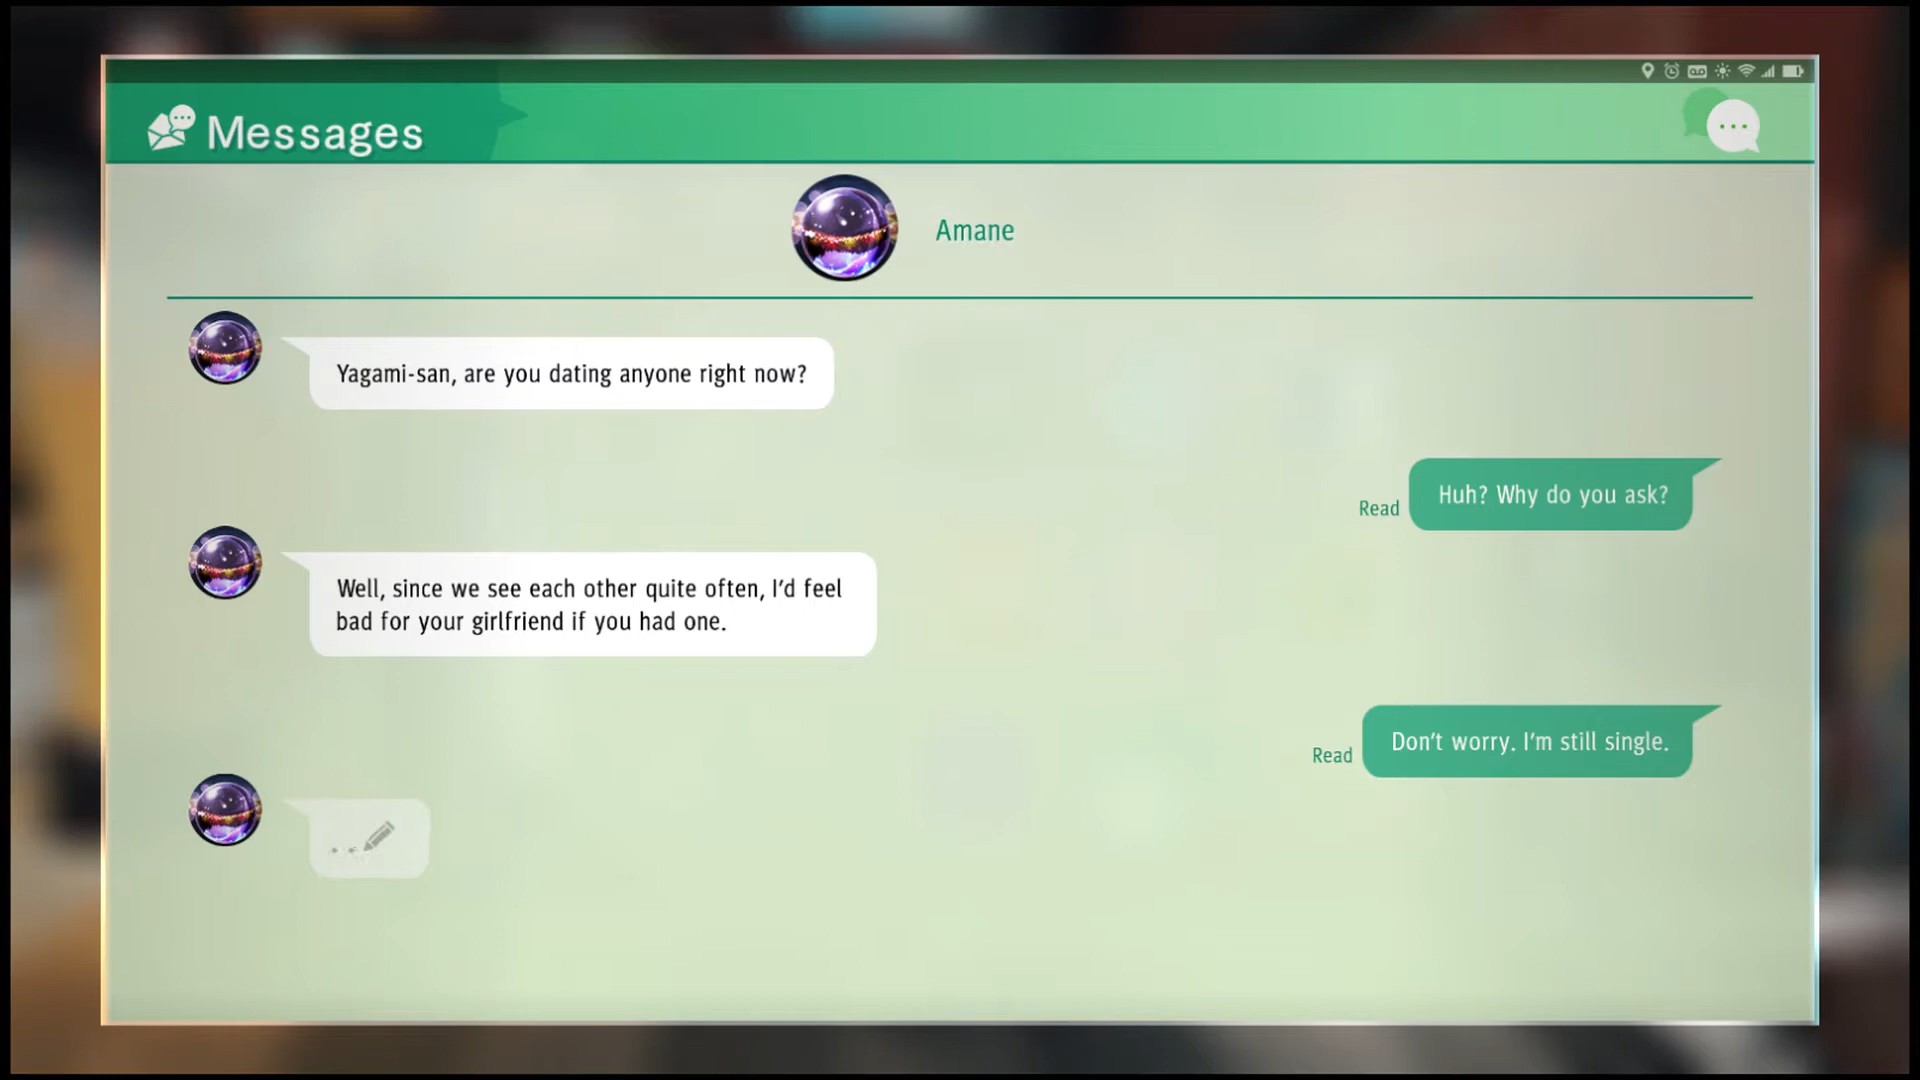 Messages
Amane
Yagami-san, are you dating anyone right now?
Huh? Why do you ask?
Read
Well, since we see each other quite often, I'd feel
bad for your girlfriend if you had one.
Don't worry. I'm still single.
Read